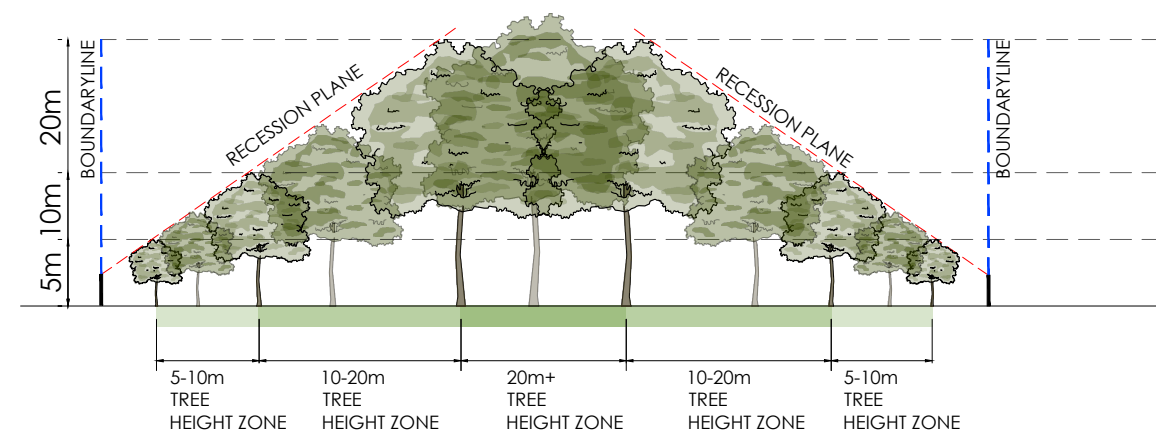 20m
10m
5m
BOUNDARYLINE
RECESSION PLANE
RECESSION PLANE
BOUNDARYLINE
5-10m
TREE
HEIGHT ZONE
10-20m
TREE
HEIGHT ZONE
20m+
TREE
HEIGHT ZONE
10-20m
TREE
HEIGHT ZONE
5-10m
TREE
HEIGHT ZONE